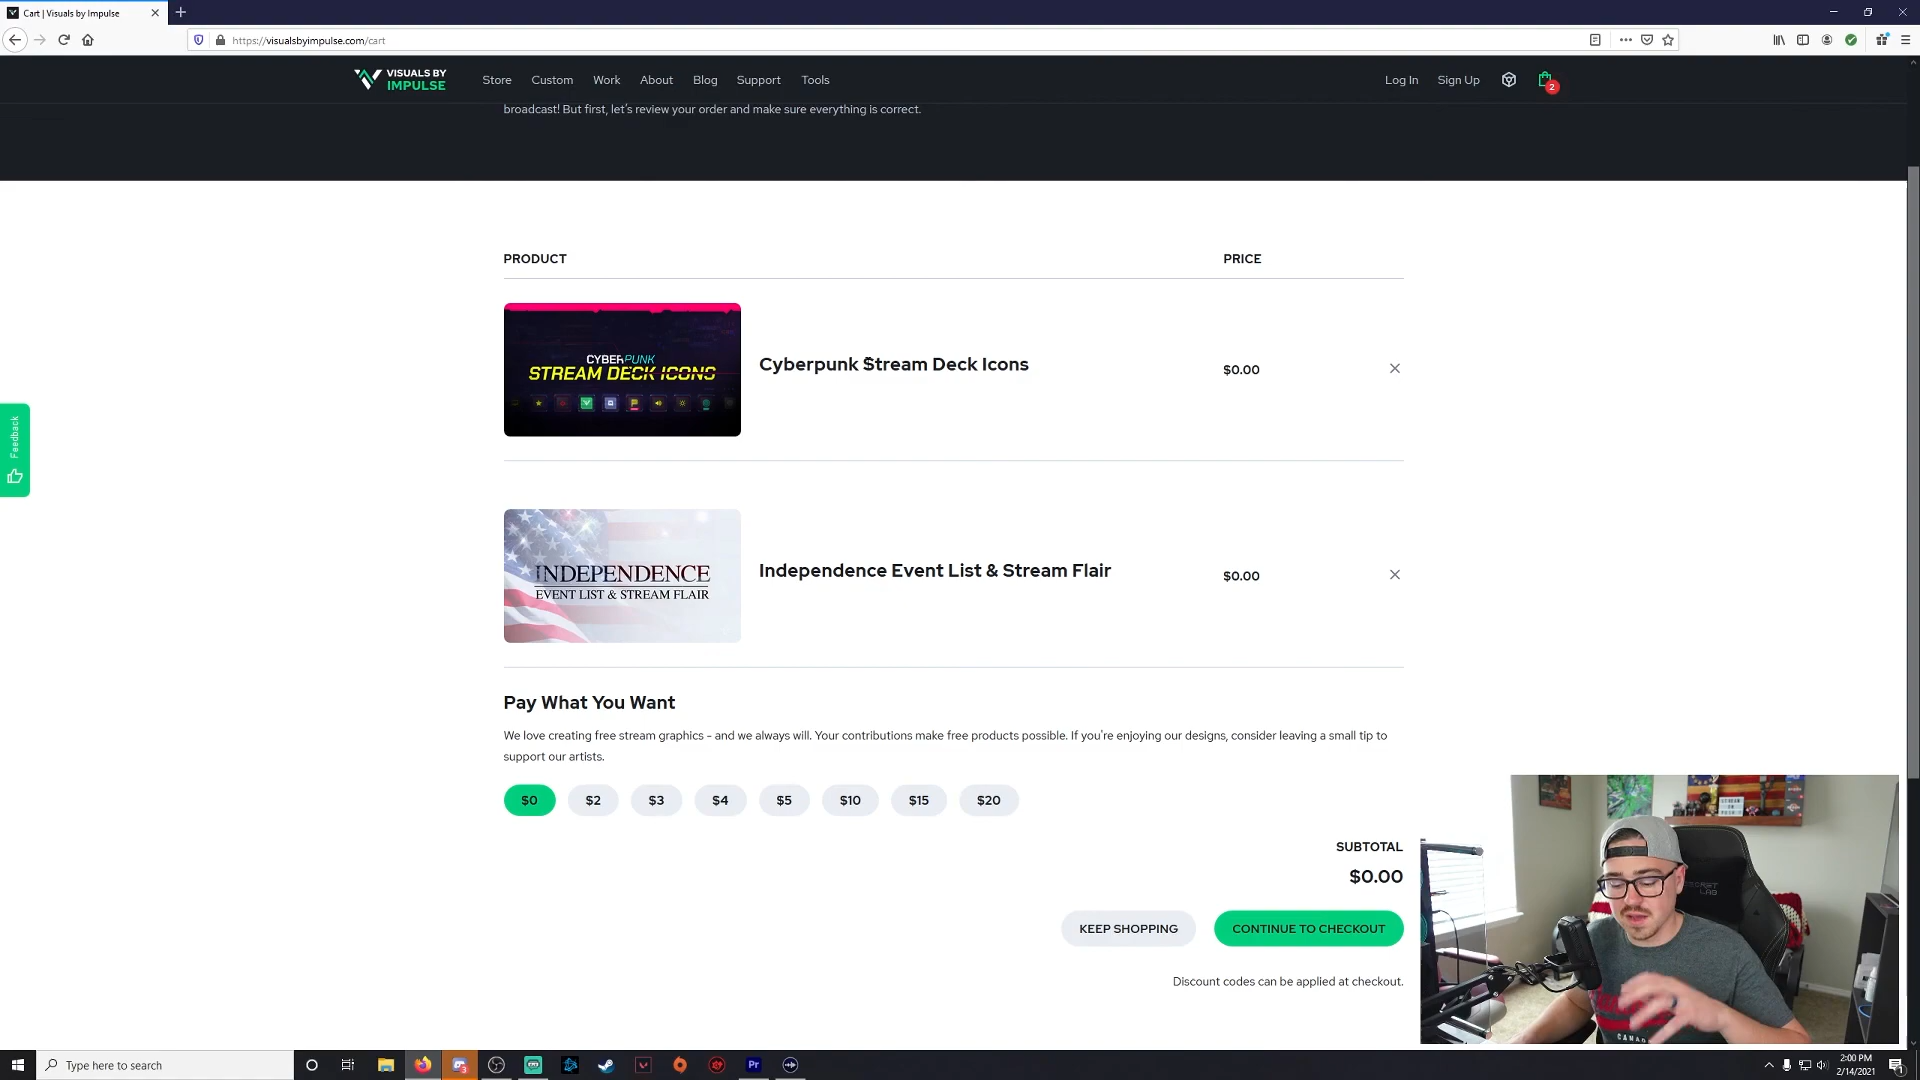 Cart | Visuals by Impulse
https://visualsbyimpulse.com/cart
VISUALS BY
IMPULSE
Store
Custom
Work
About
Blog
Support
Tools
Log In
Sign Up
2
broadcast! But first, let's review your order and make sure everything is correct.
PRODUCT
PRICE
CYBERPUNK
STREAM DECK ICONS
Cyberpunk Stream Deck Icons
$0.00
Feedback
INDEPENDENCE
EVENT LIST & STREAM FLAIR
Independence Event List & Stream Flair
$0.00
Pay What You Want
We love creating free stream graphics - and we always will. Your contributions make free products possible. If you're enjoying our designs, consider leaving a small tip to
support our artists.
$0
$2
$3
$4
$5
$10
$15
$20
SUBTOTAL
$0.00
KEEP SHOPPING
CONTINUE TO CHECKOUT
Discount codes can be applied at checkout.
Type here to search
Pr
2:00 PM
2/14/2021